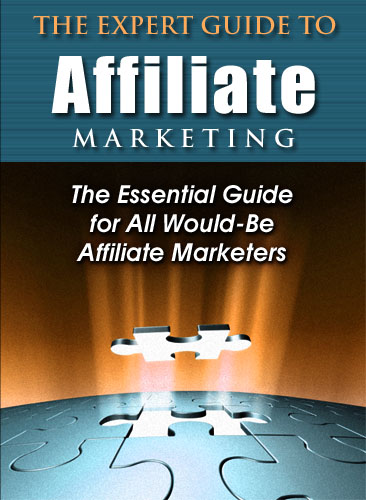 THE EXPERT GUIDE TO
Affiliate
MARKETING
The Essential Guide
for All Would-Be
Affiliate Marketers